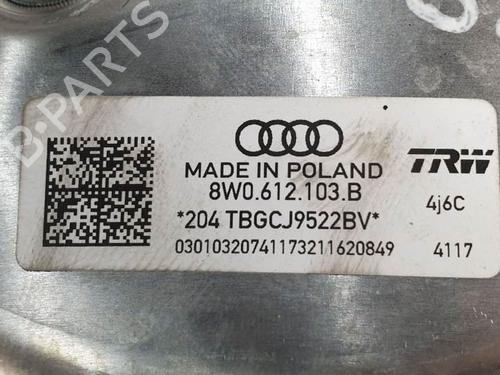 MADE IN POLAND
8W0.612.103.B
*204 TBGCJ9522BV*
03010320741173211620849
TRW
4j6C
4117
B-PARTS